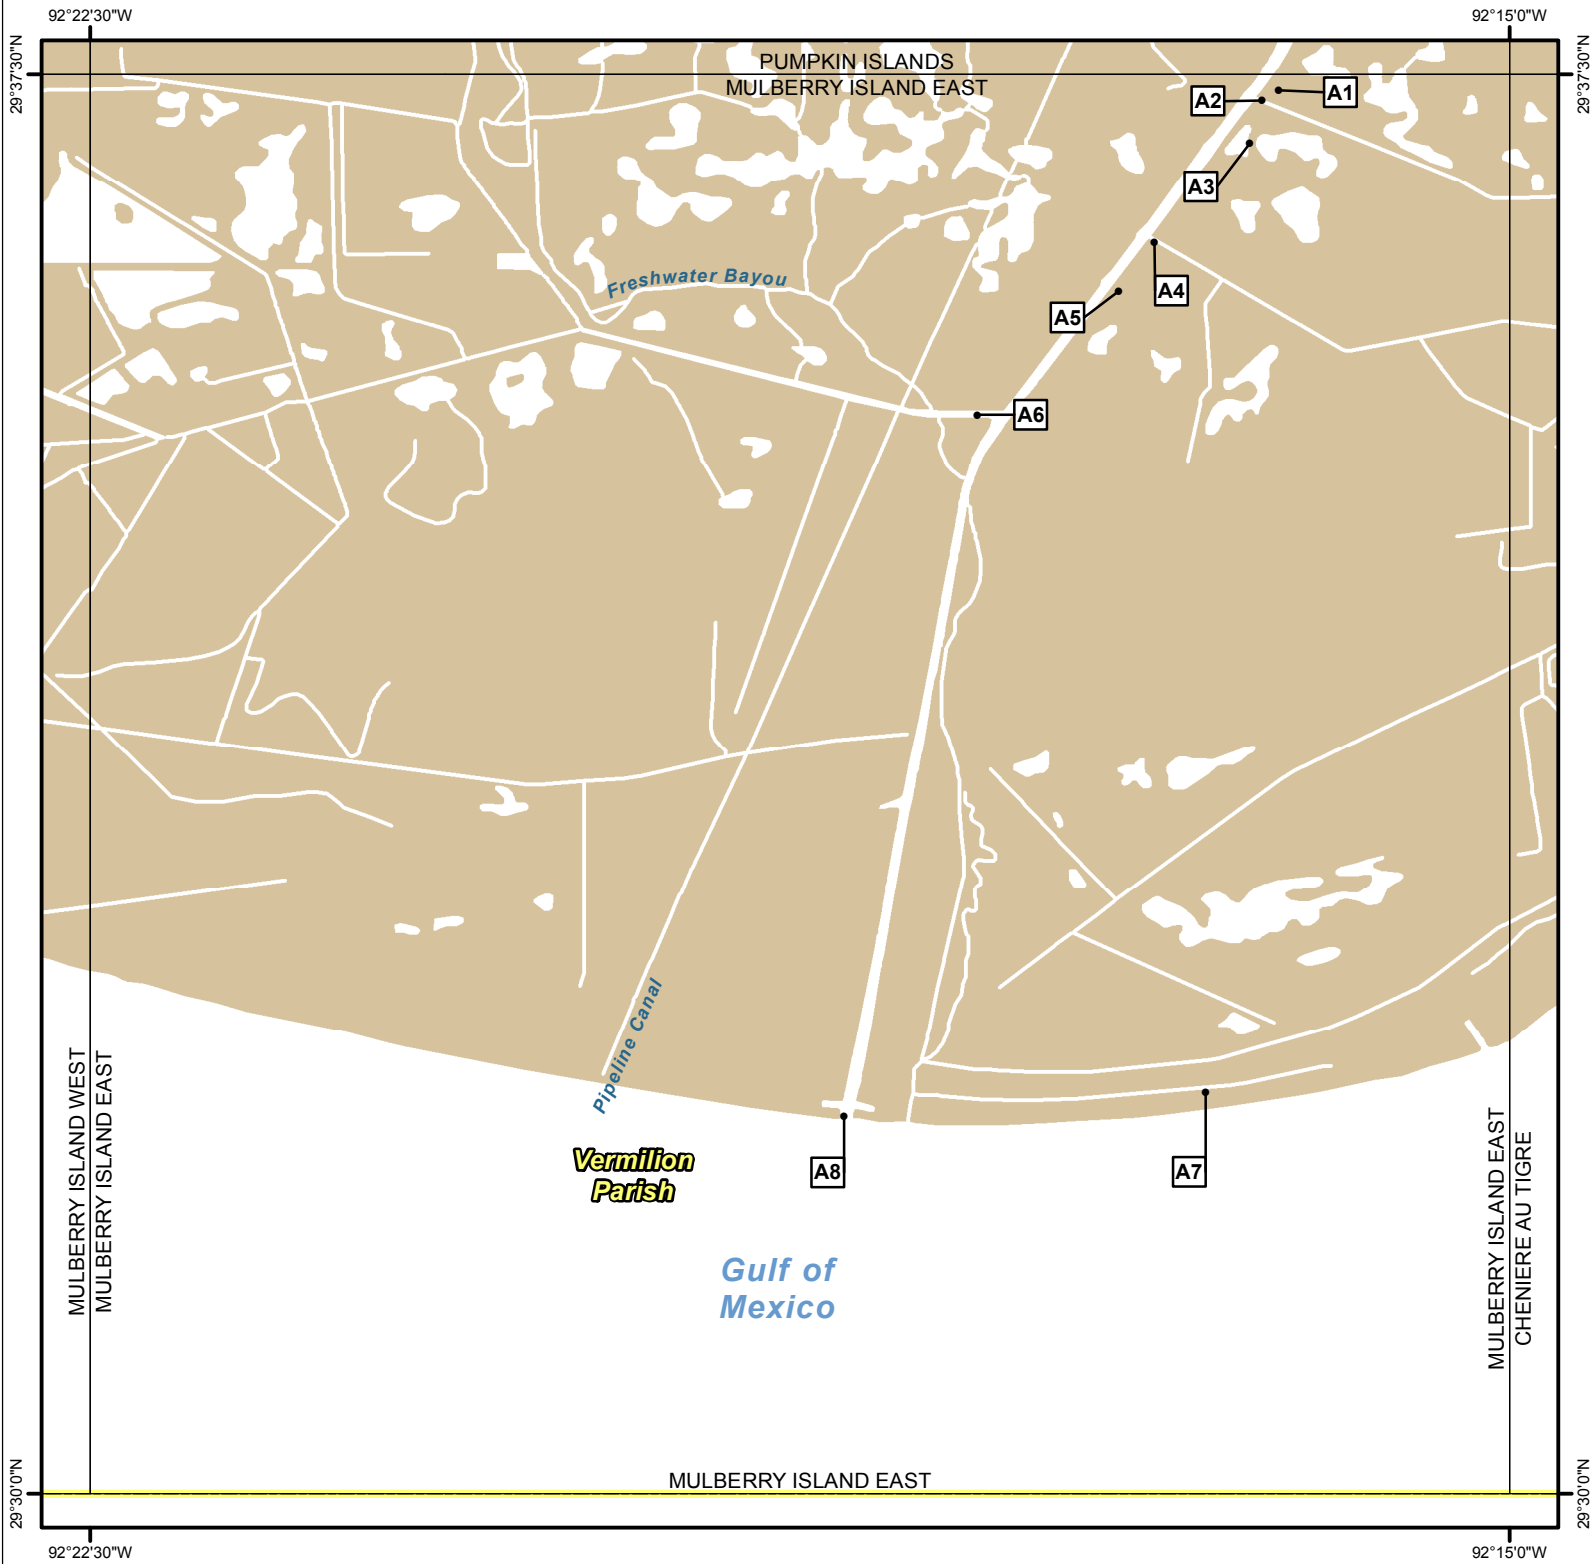 92°22'30"W
92°15'0"W
29°37'30"N
29°37'30"N
PUMPKIN ISLANDS
MULBERRY ISLAND EAST
A1
A2
A3
Freshwater Bayou
A4
A5
A6
Pipeline Canal
MULBERRY ISLAND WEST
MULBERRY ISLAND EAST
Vermilion
Parish
A8
A7
MULBERRY ISLAND EAST
CHENIERE AU TIGRE
Gulf of
Mexico
MULBERRY ISLAND EAST
29°30'0"N
29°30'0"N
92°22'30"W
92°15'0"W